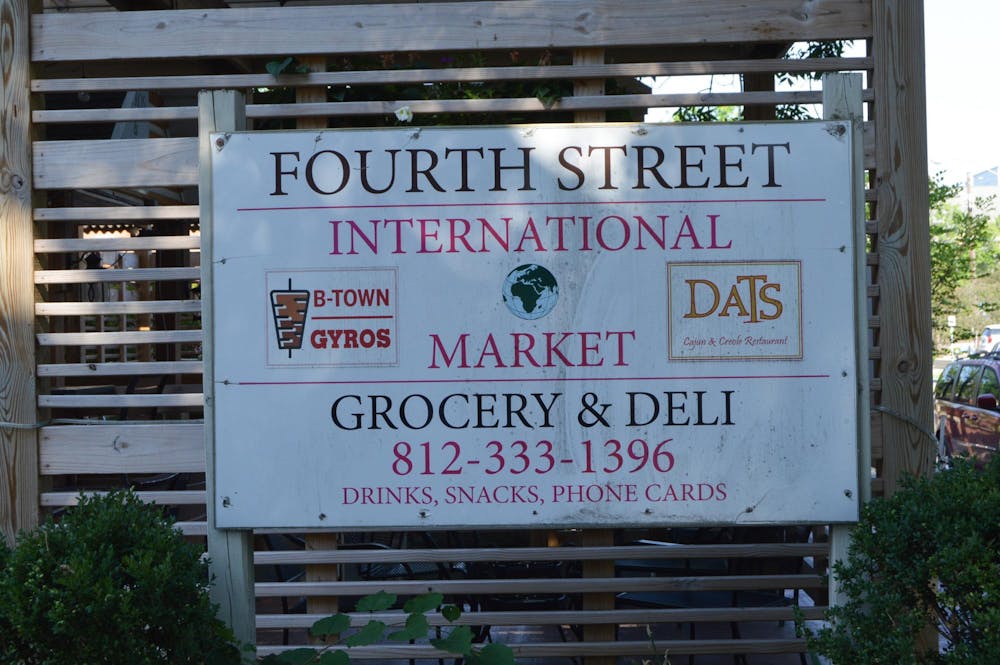 FOURTH STREET
INTERNATIONAL
B-TOWN
GYROS
DATS
Cajun & Creole Restaurant
MARKET
GROCERY & DELI
812-333-1396
DRINKS, SNACKS, PHONE CARDS